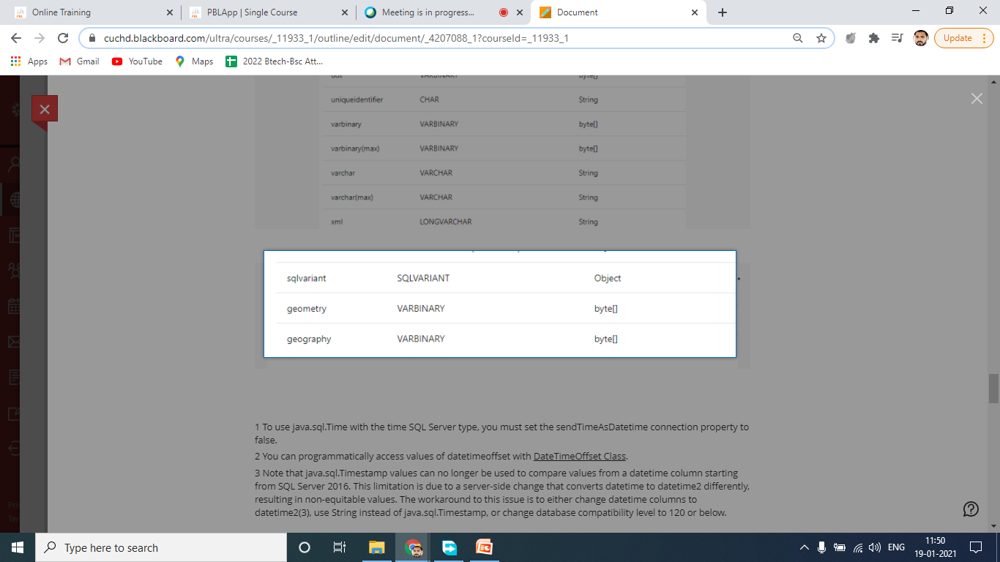 Online Training
PBLApp | Single Course
Meeting is in progress...
Document
cuchd.blackboard.com/ultra/courses/_11933_1/outline/edit/document/_4207088_1?courseId=_11933_1
Update
Apps
Gmail
YouTube
Maps
2022 Btech-Bsc Att...
udt VARBINARY byte[]
uniqueidentifier CHAR String
varbinary VARBINARY byte[]
varbinary(max) VARBINARY byte[]
varchar VARCHAR String
varchar(max) VARCHAR String
xml LONGVARCHAR String
sqlvariant SQLVARIANT Object
geometry VARBINARY byte[]
geography VARBINARY byte[]
1 To use java.sql.Time with the time SQL Server type, you must set the sendTimeAsDatetime connection property to
false.
2 You can programmatically access values of datetimeoffset with DateTimeOffset Class.
3 Note that java.sql.Timestamp values can no longer be used to compare values from a datetime column starting
from SQL Server 2016. This limitation is due to a server-side change that converts datetime to datetime2 differently,
resulting in non-equitable values. The workaround to this issue is to either change datetime columns to
datetime2(3), use String instead of java.sql.Timestamp, or change database compatibility level to 120 or below.
Type here to search
ENG
11:50
19-01-2021